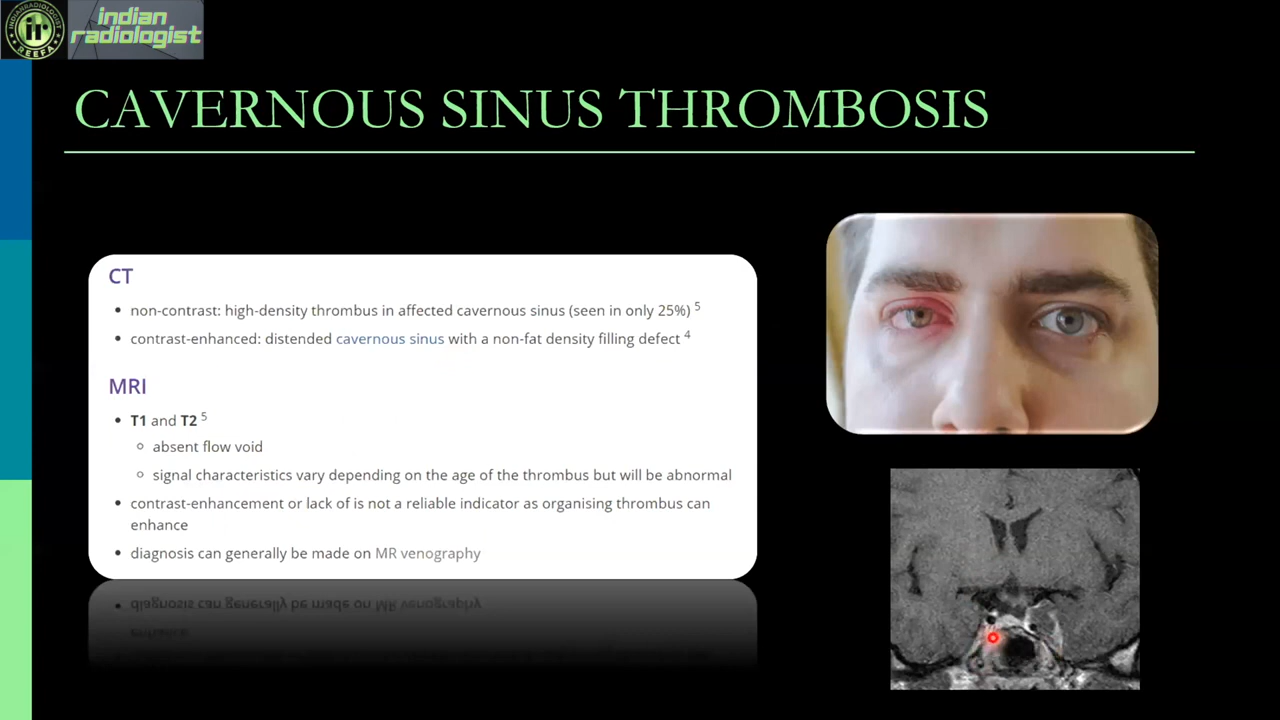 indian
radiologist
INDIANRADIOLOGIST
ir
REEFA
CAVERNOUS SINUS THROMBOSIS
CT
• non-contrast: high-density thrombus in affected cavernous sinus (seen in only 25%) 5
• contrast-enhanced: distended cavernous sinus with a non-fat density filling defect 4
MRI
• T1 and T2 5
○ absent flow void
○ signal characteristics vary depending on the age of the thrombus but will be abnormal
• contrast-enhancement or lack of is not a reliable indicator as organising thrombus can
enhance
• diagnosis can generally be made on MR venography